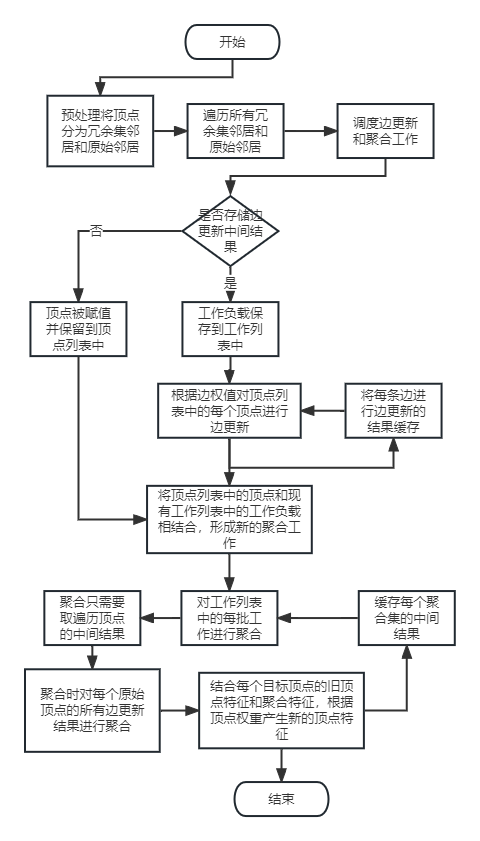 开始
预处理将顶点
分为冗余集邻
居和原始邻居
遍历所有冗
余集邻居和
原始邻居
调度边更新
和聚合工作
是否存储边
更新中间结
果
否
是
顶点被赋值
并保留到顶
点列表中
工作负载保
存到工作列
表中
根据边权值对顶点列
表中的每个顶点进行
边更新
将每条边进
行边更新的
结果缓存
将顶点列表中的顶点和现
有工作列表中的工作负载
相结合，形成新的聚合工
作
聚合只需要
取遍历顶点
的中间结果
对工作列表
中的每批工
作进行聚合
缓存每个聚
合集的中间
结果
聚合时对每个原始
顶点的所有边更新
结果进行聚合
结合每个目标顶点的旧顶
点特征和聚合特征，根据
顶点权重产生新的顶点特
征
结束